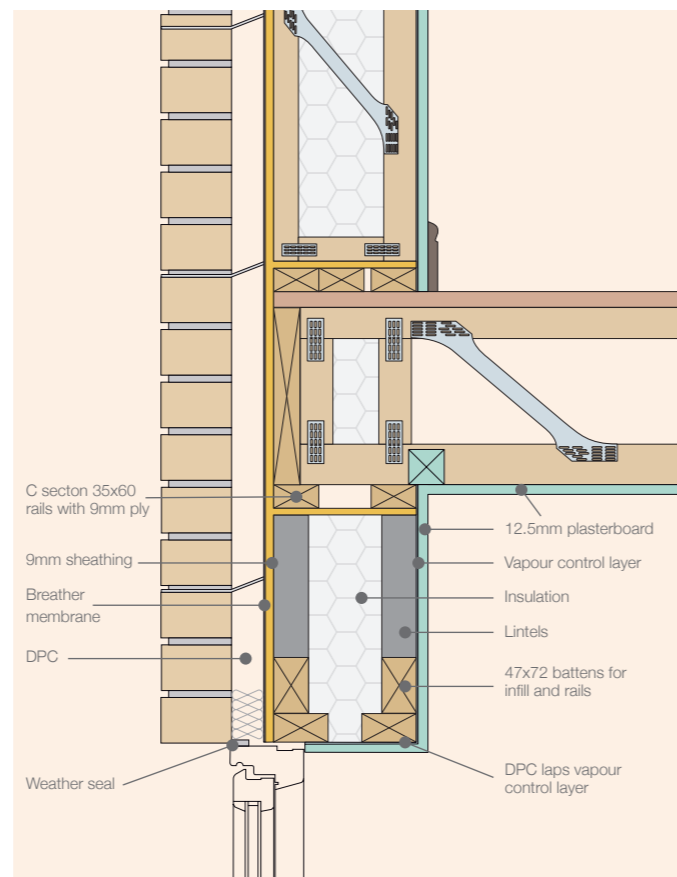 C secton 35x60
rails with 9mm ply
9mm sheathing
Breather
membrane
DPC
Weather seal
12.5mm plasterboard
Vapour control layer
Insulation
Lintels
47x72 battens for
infill and rails
DPC laps vapour
control layer